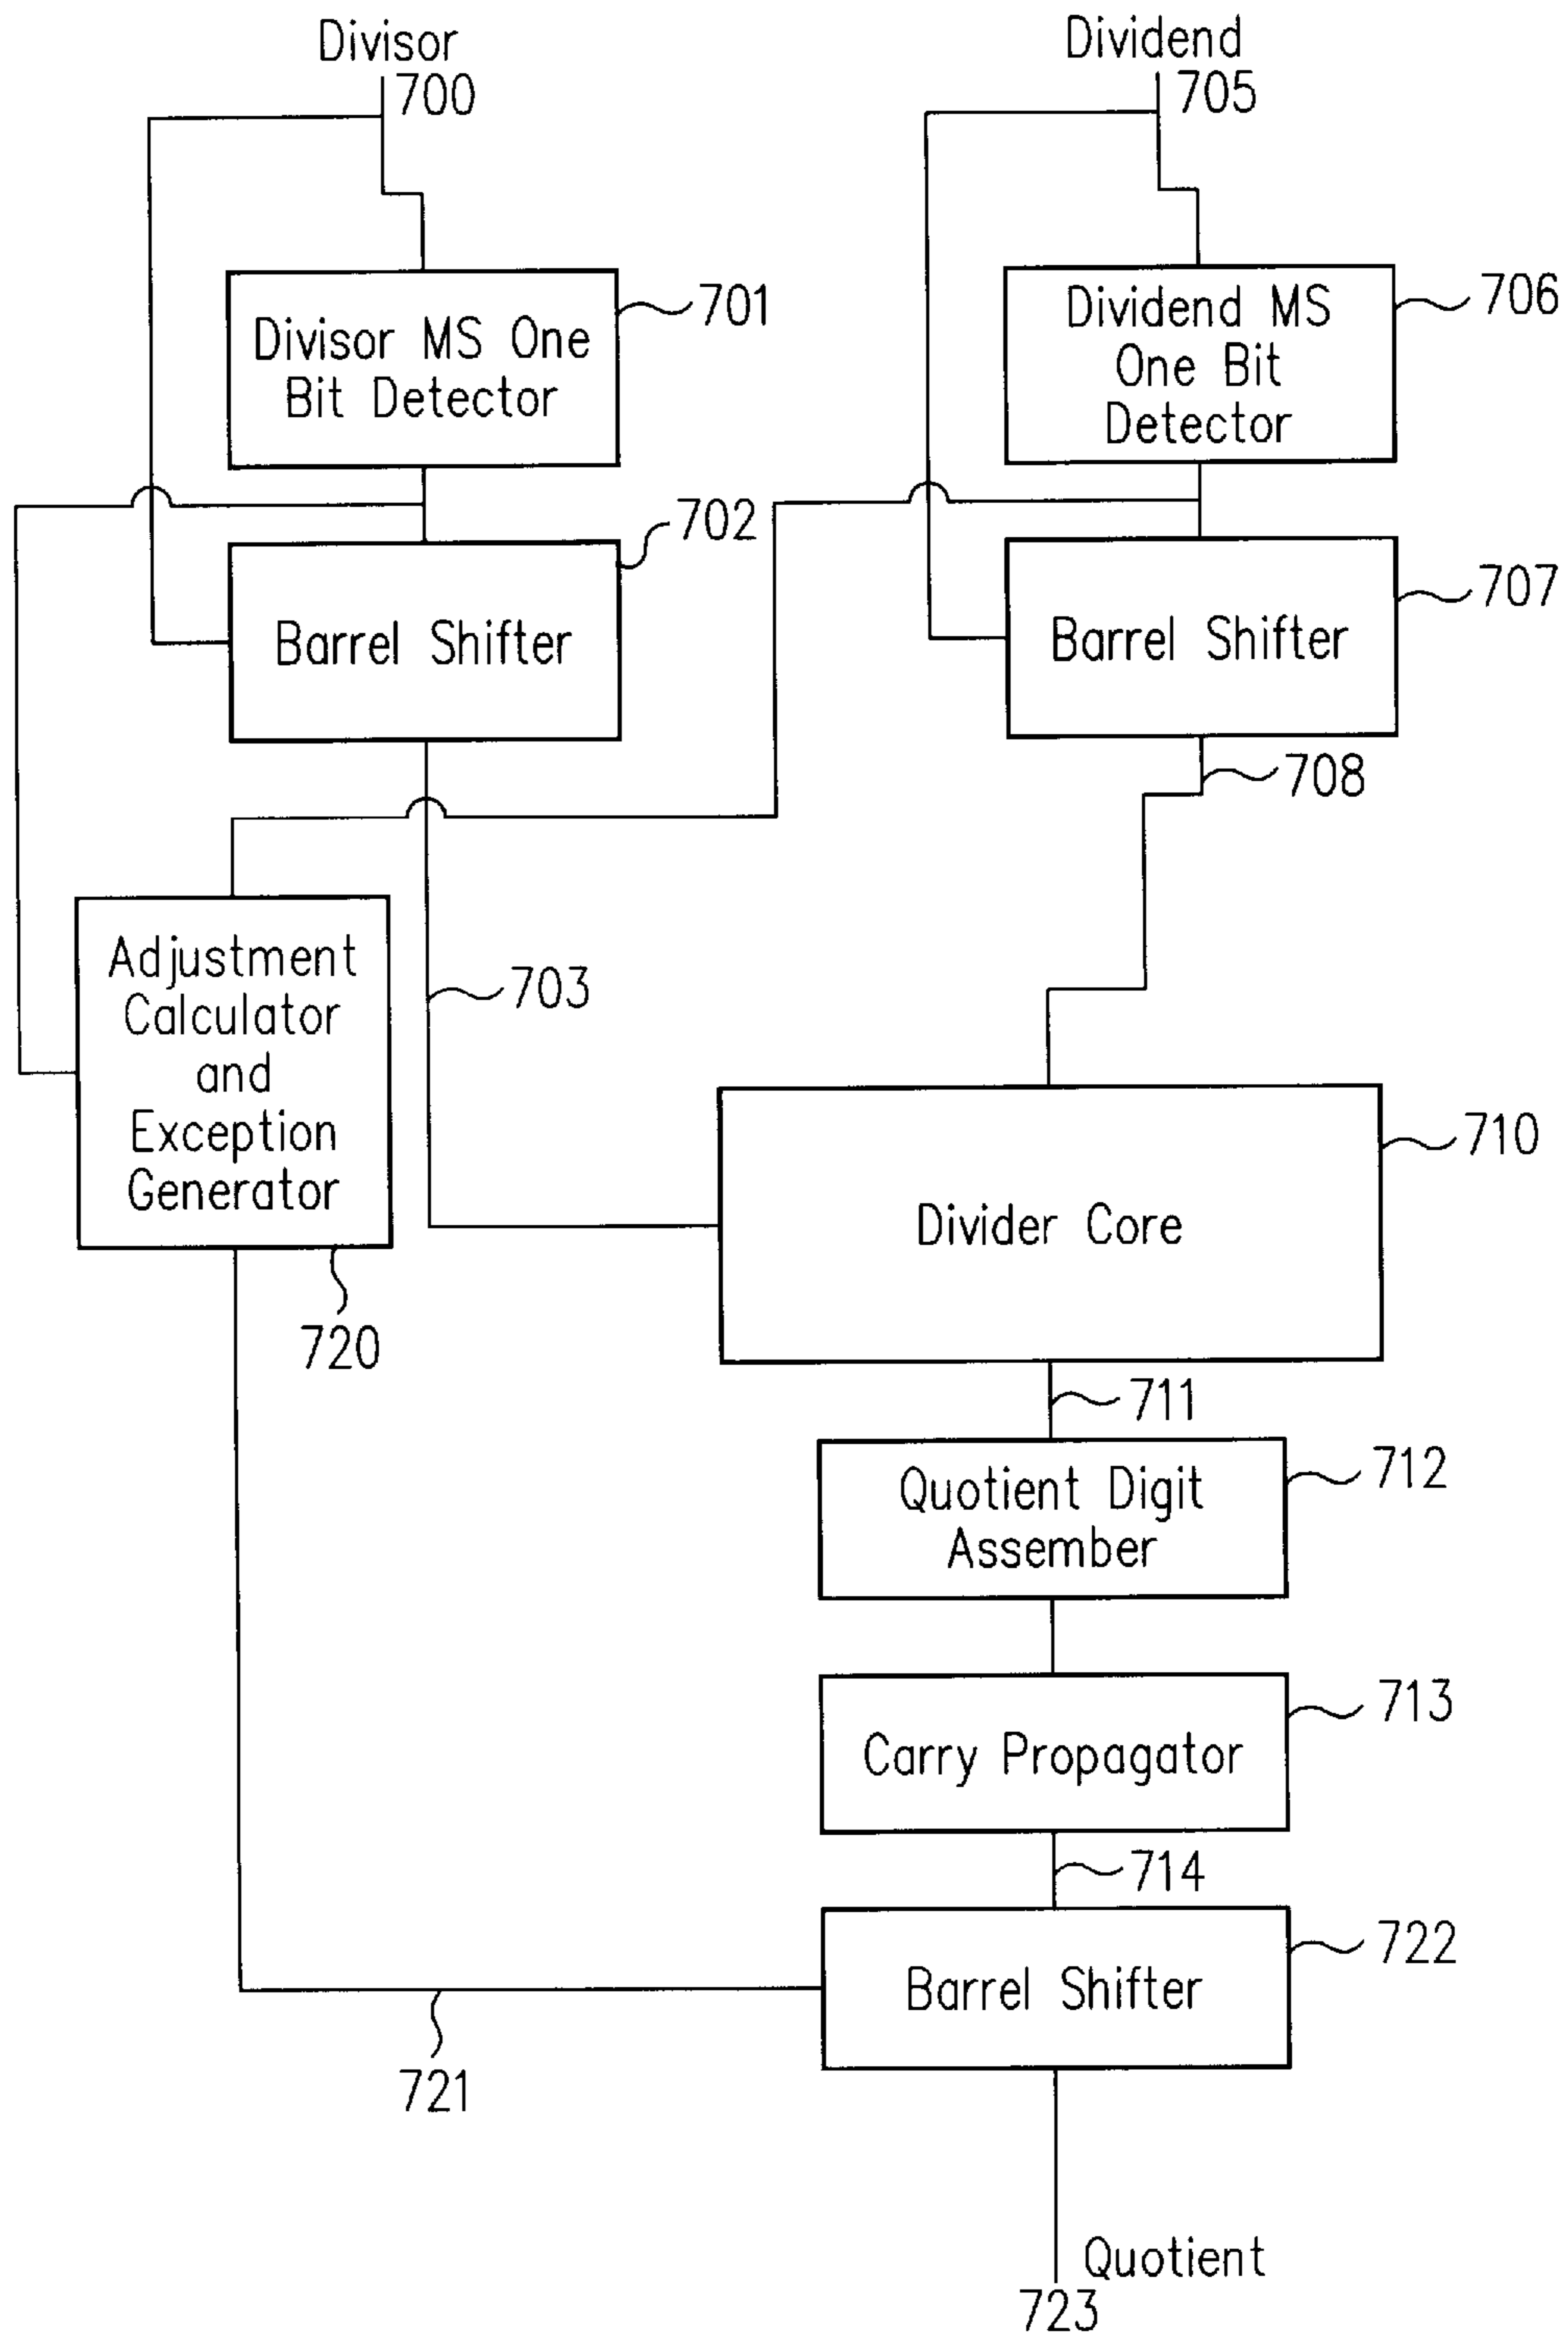 Divisor
700
Dividend
705
Divisor MS One
Bit Detector
701
Dividend MS
One Bit
Detector
706
702
Barrel Shifter
707
Barrel Shifter
708
Adjustment
Calculator
and
Exception
Generator
703
720
710
Divider Core
711
Quotient Digit
Assember
712
713
Carry Propagator
714
722
Barrel Shifter
721
Quotient
723